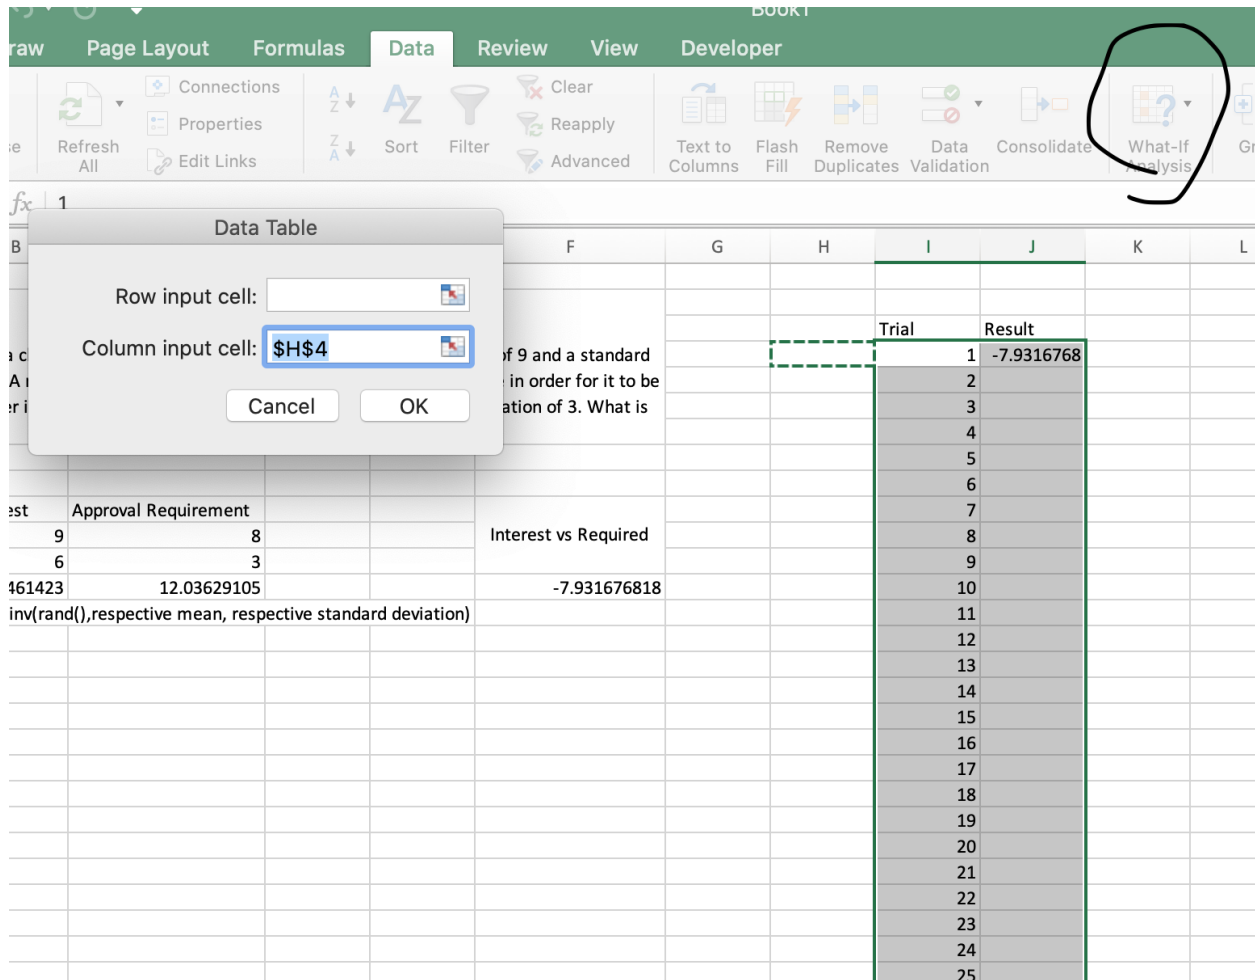 Book1
raw Page Layout Formulas Data Review View Developer
Connections
Properties
Edit Links
Refresh All
A Z
Z A
Sort
Filter
Clear
Reapply
Advanced
Text to Columns
Flash Fill
Remove Duplicates
Data Validation
Consolidate
What-If Analysis
fx 1
Data Table
Row input cell:
Column input cell: $H$4
Cancel OK
B F G H I J K L
Trial Result
of 9 and a standard 1 -7.9316768
in order for it to be 2
ation of 3. What is 3
4
5
6
est Approval Requirement 7
9 8 Interest vs Required 8
6 3 9
461423 12.03629105 -7.931676818 10
inv(rand(),respective mean, respective standard deviation) 11
12
13
14
15
16
17
18
19
20
21
22
23
24
25